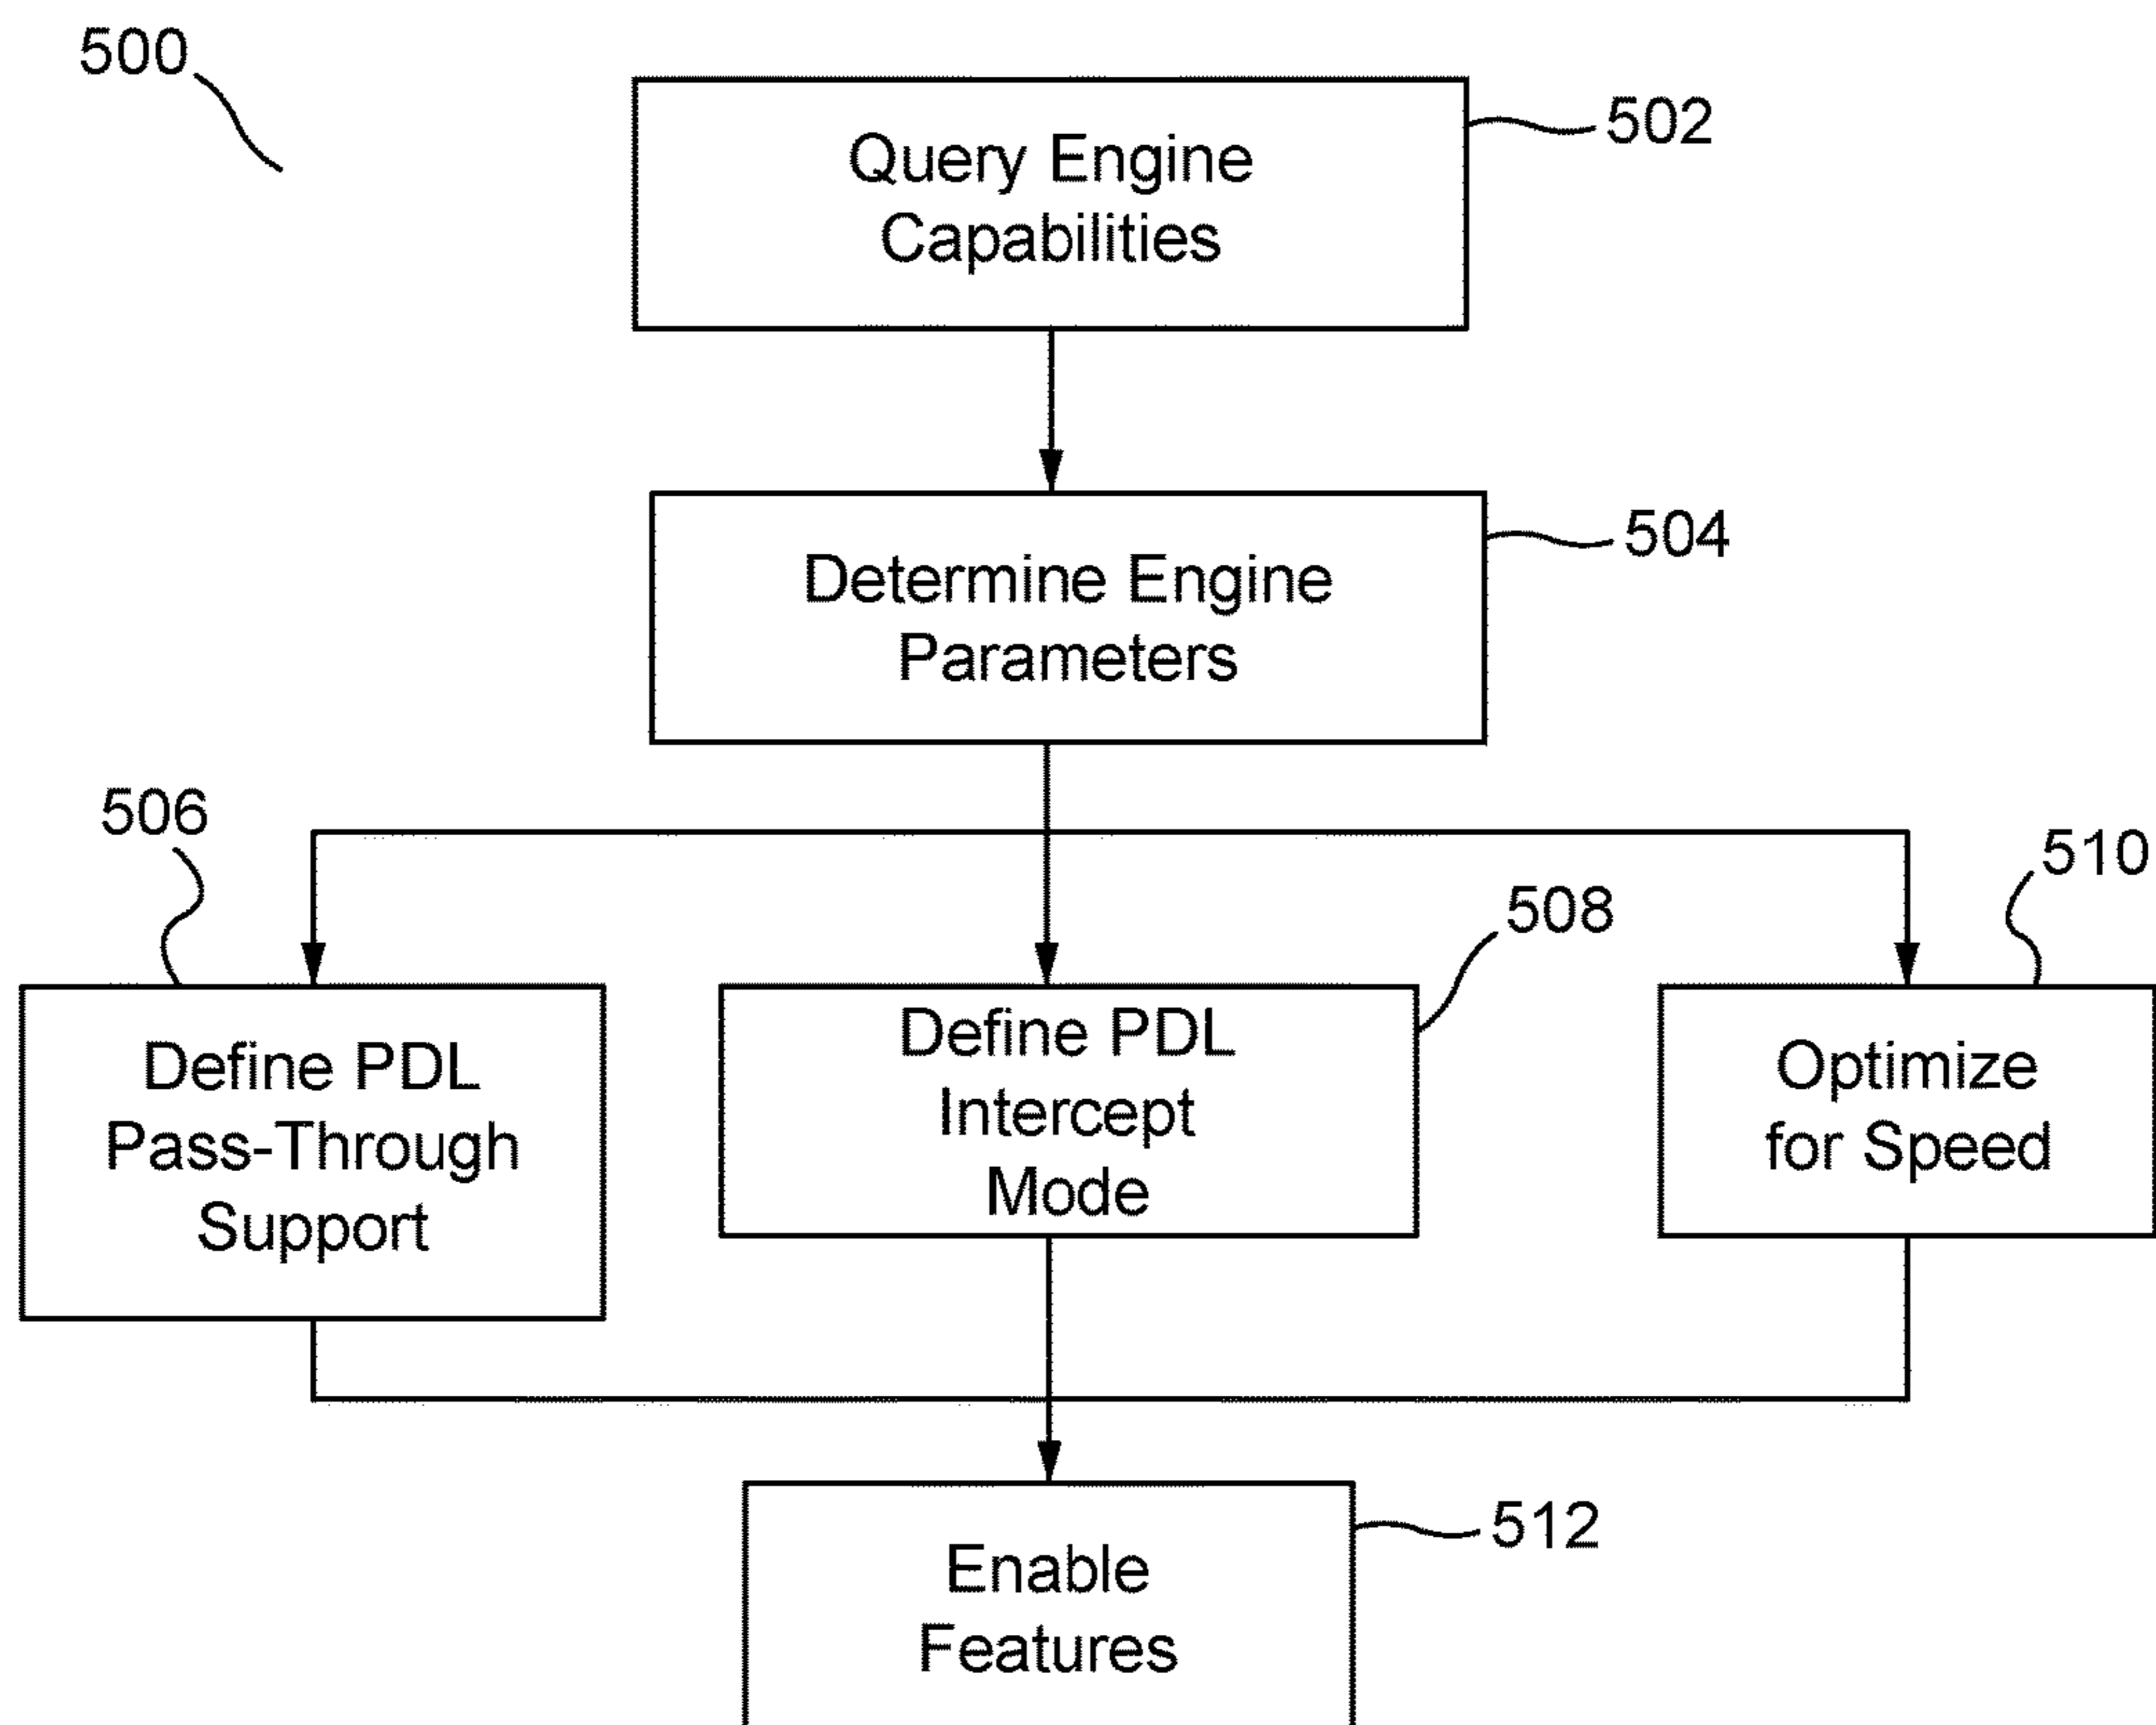 500
502
Query Engine
Capabilities
504
Determine Engine
Parameters
506
508
510
Define PDL
Pass-Through
Support
Define PDL
Intercept
Mode
Optimize
for Speed
512
Enable
Features